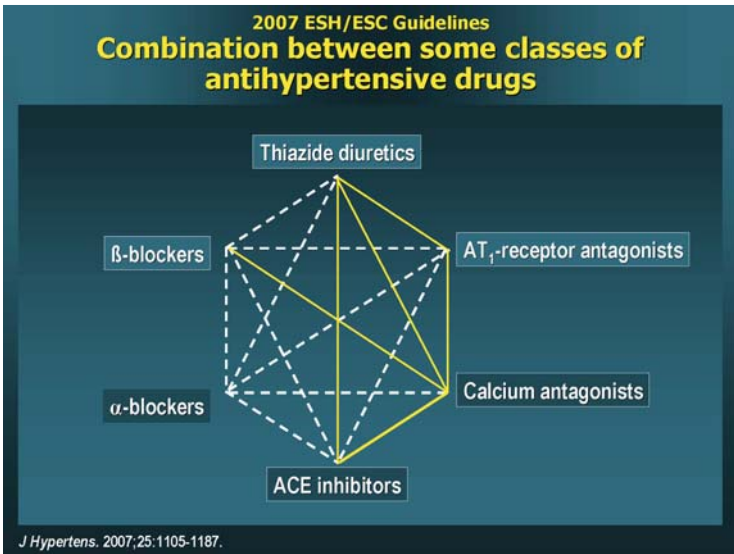 2007 ESH/ESC Guidelines
Combination between some classes of
antihypertensive drugs
Thiazide diuretics
ß-blockers
AT₁-receptor antagonists
α-blockers
Calcium antagonists
ACE inhibitors
J Hypertens. 2007;25:1105-1187.